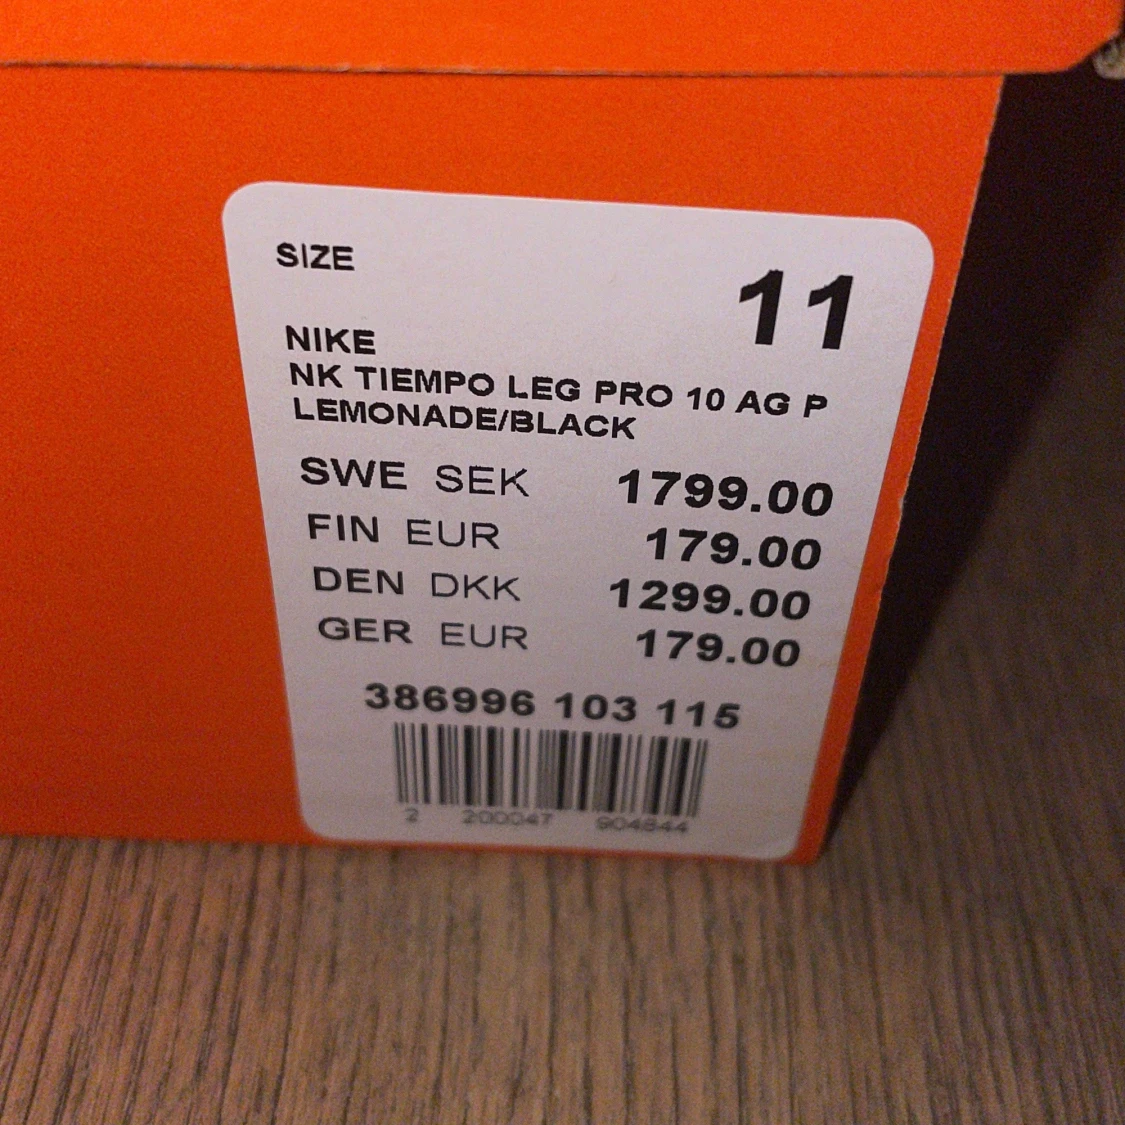 SIZE
11
NIKE
NK TIEMPO LEG PRO 10 AG P
LEMONADE/BLACK
SWE SEK 1799.00
FIN EUR 179.00
DEN DKK 1299.00
GER EUR 179.00
386996 103 115
2 200047 904844